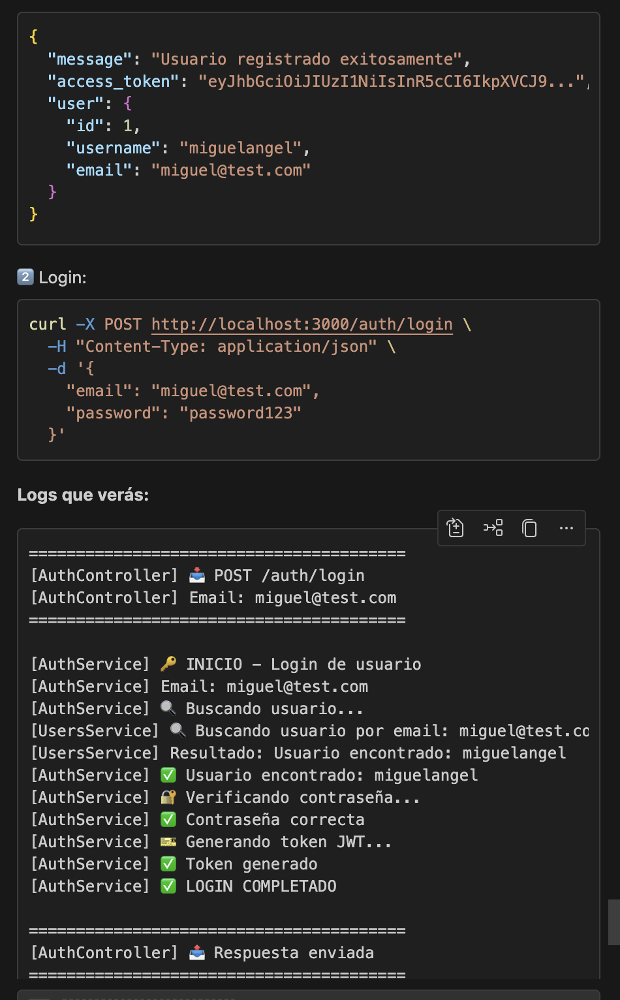 {
  "message": "Usuario registrado exitosamente",
  "access_token": "eyJhbGciOiJIUzI1NiIsInR5cCI6IkpXVCJ9...",
  "user": {
    "id": 1,
    "username": "miguelangel",
    "email": "miguel@test.com"
  }
}
2️⃣ Login:
curl -X POST http://localhost:3000/auth/login \
  -H "Content-Type: application/json" \
  -d '{
    "email": "miguel@test.com",
    "password": "password123"
  }'
Logs que verás:
========================================
[AuthController] 📥 POST /auth/login
[AuthController] Email: miguel@test.com
========================================
[AuthService] 🔑 INICIO - Login de usuario
[AuthService] Email: miguel@test.com
[AuthService] 🔍 Buscando usuario...
[UsersService] 🔍 Buscando usuario por email: miguel@test.co
[UsersService] Resultado: Usuario encontrado: miguelangel
[AuthService] ✅ Usuario encontrado: miguelangel
[AuthService] 🔐 Verificando contraseña...
[AuthService] ✅ Contraseña correcta
[AuthService] 🎫 Generando token JWT...
[AuthService] ✅ Token generado
[AuthService] ✅ LOGIN COMPLETADO
========================================
[AuthController] 📤 Respuesta enviada
========================================